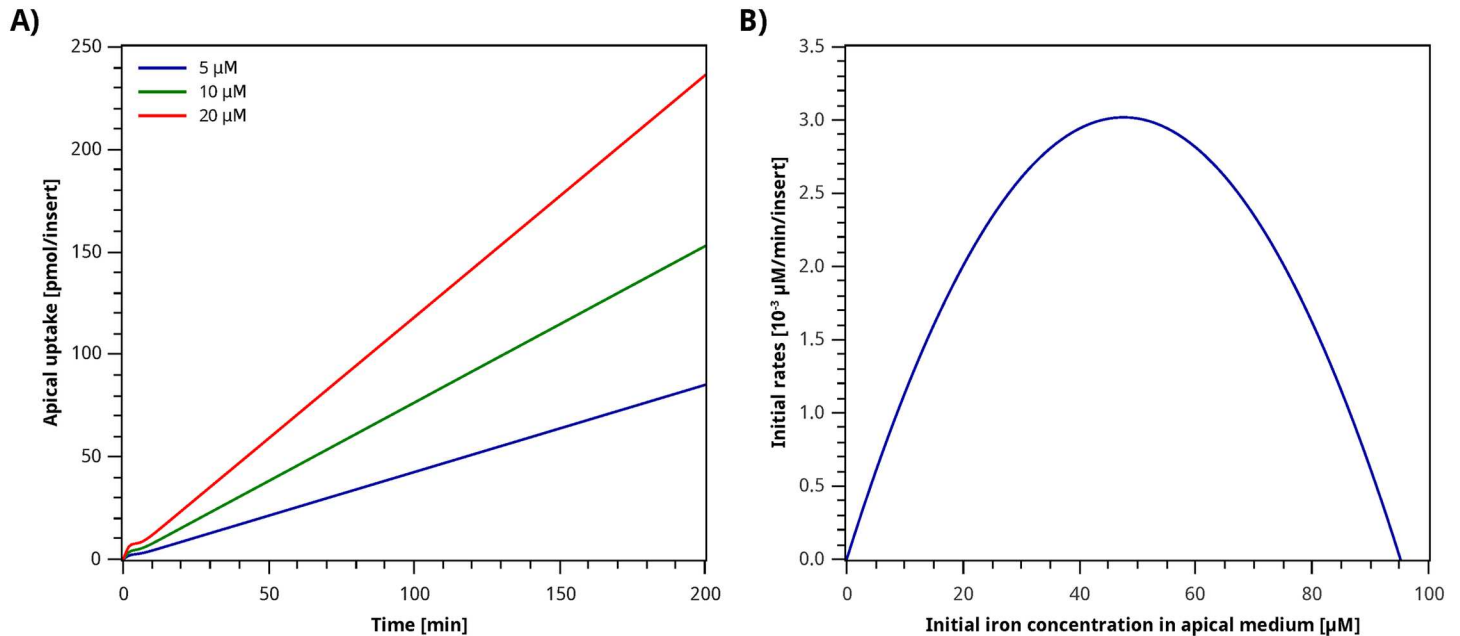 A)
250
200
150
100
50
0
Apical uptake [pmol/insert]
5 µM
10 µM
20 µM
0 50 100 150 200
Time [min]
B)
3.5
3.0
2.5
2.0
1.5
1.0
0.5
0.0
Initial rates [10⁻³ µM/min/insert]
0 20 40 60 80 100
Initial iron concentration in apical medium [µM]